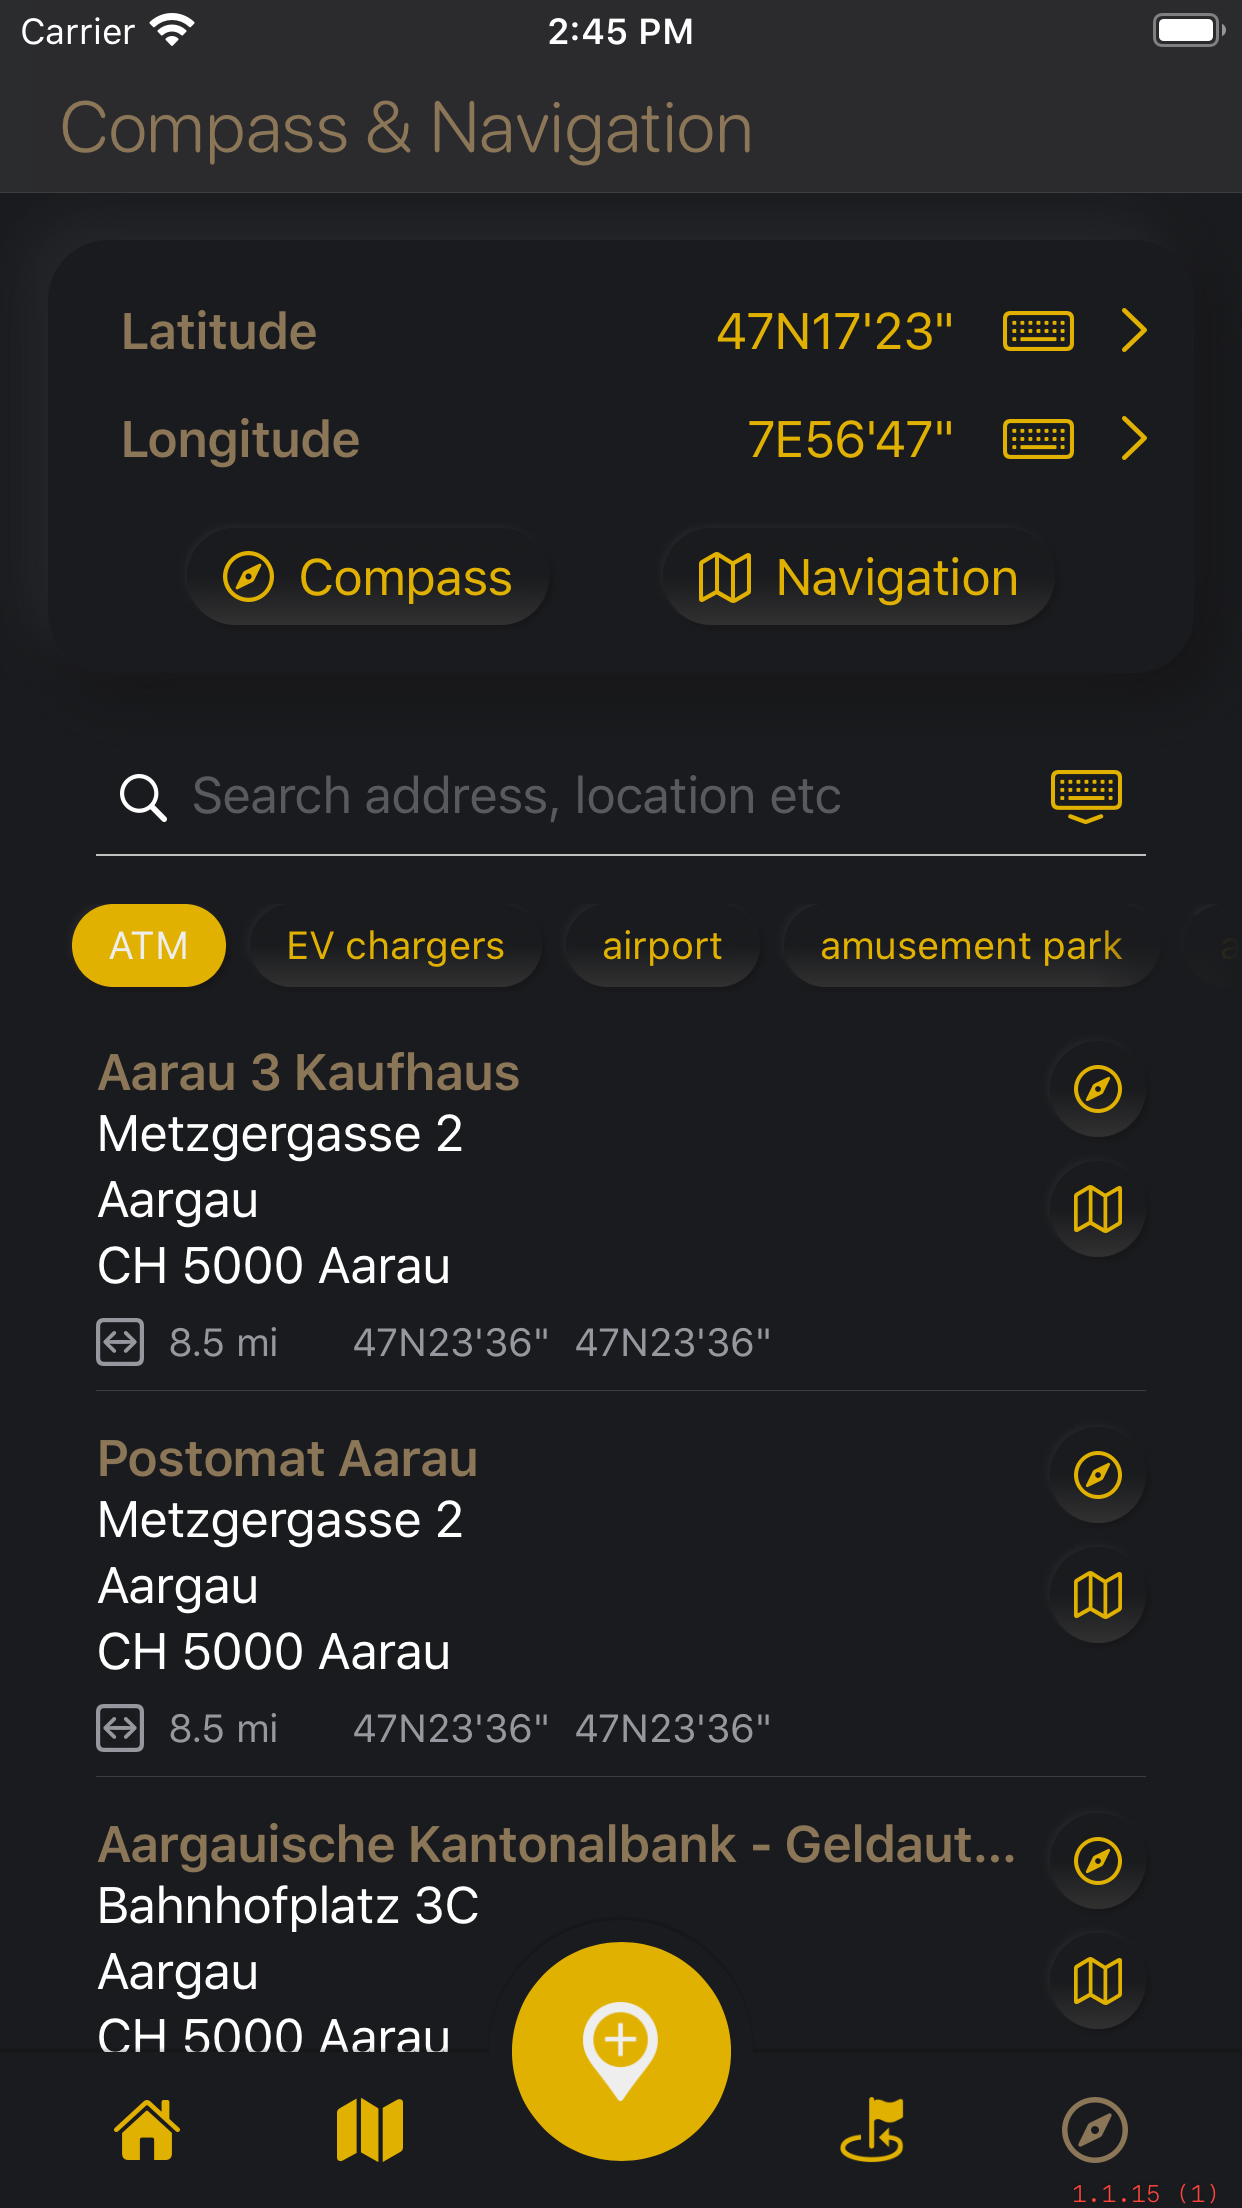 Carrier 2:45 PM
Compass & Navigation
Latitude 47N17'23"
Longitude 7E56'47"
Compass Navigation
Search address, location etc
ATM EV chargers airport amusement park a
Aarau 3 Kaufhaus
Metzgergasse 2
Aargau
CH 5000 Aarau
8.5 mi 47N23'36" 47N23'36"
Postomat Aarau
Metzgergasse 2
Aargau
CH 5000 Aarau
8.5 mi 47N23'36" 47N23'36"
Aargauische Kantonalbank - Geldaut...
Bahnhofplatz 3C
Aargau
CH 5000 Aarau
1.1.15 (1)